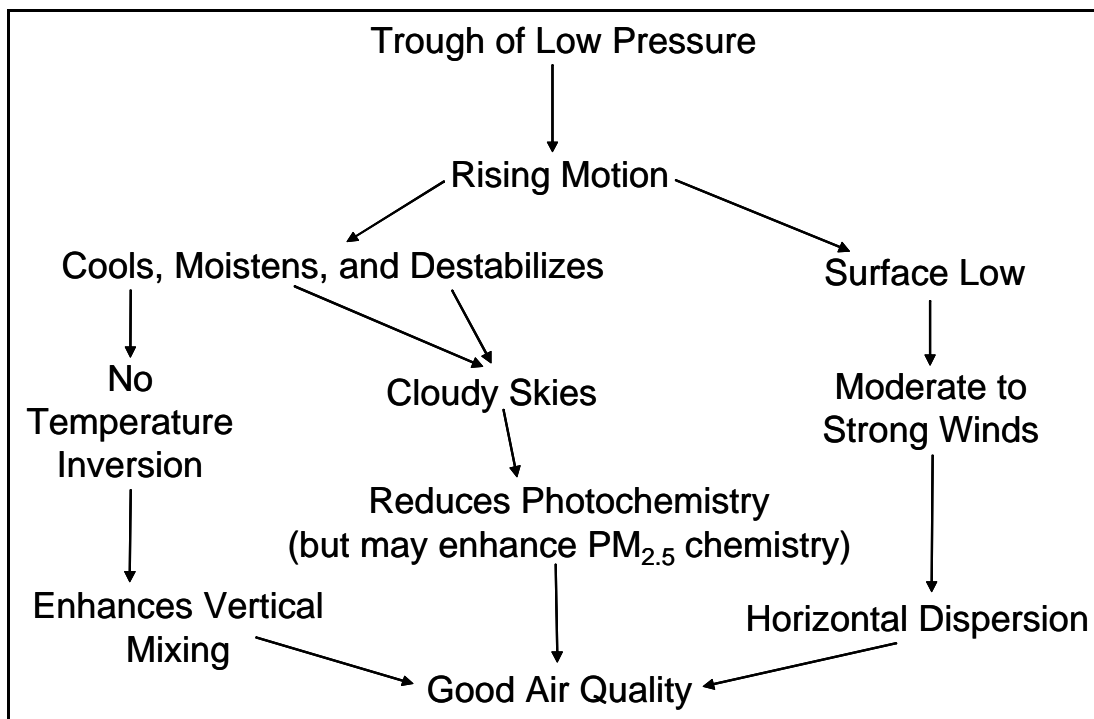 Trough of Low Pressure
Rising Motion
Cools, Moistens, and Destabilizes
Surface Low
No
Temperature
Inversion
Cloudy Skies
Moderate to
Strong Winds
Reduces Photochemistry
(but may enhance PM2.5 chemistry)
Enhances Vertical
Mixing
Horizontal Dispersion
Good Air Quality